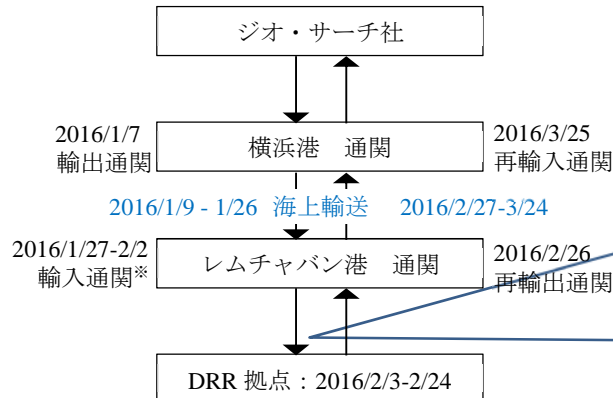 ジオ・サーチ社
2016/1/7
輸出通関
横浜港　通関
2016/3/25
再輸入通関
2016/1/9 - 1/26 海上輸送　2016/2/27-3/24
2016/1/27-2/2
輸入通関※
レムチャバン港　通関
2016/2/26
再輸出通関
DRR 拠点：2016/2/3-2/24